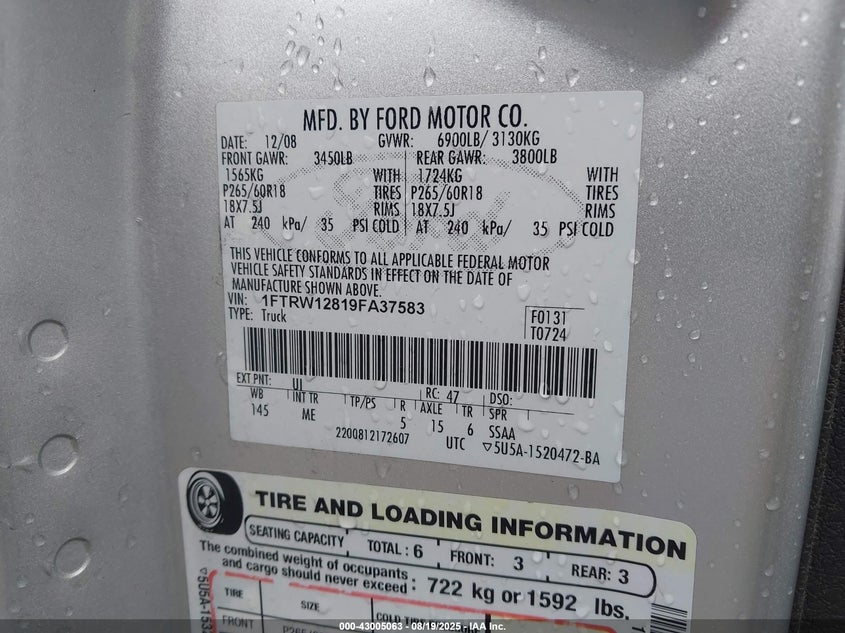 MFD. BY FORD MOTOR CO.
DATE: 12/08 GVWR: 6900LB/ 3130KG
FRONT GAWR: 3450LB REAR GAWR: 3800LB
1565KG WITH 1724KG WITH
P265/60R18 TIRES P265/60R18 TIRES
18X7.5J RIMS 18X7.5J RIMS
AT 240 kPa/ 35 PSI COLD AT 240 kPa/ 35 PSI COLD
THIS VEHICLE CONFORMS TO ALL APPLICABLE FEDERAL MOTOR
VEHICLE SAFETY STANDARDS IN EFFECT ON THE DATE OF
MANUFACTURE SHOWN ABOVE.
VIN: 1FTRW12819FA37583
TYPE: Truck
F0131
T0724
EXT PNT: UI RC: 47 DSO:
WB INT TR TP/PS R AXLE TR SPR
145 ME 5 15 6 SSAA
2200812172607 UTC ▽5U5A-1520472-BA
TIRE AND LOADING INFORMATION
SEATING CAPACITY TOTAL : 6 FRONT: 3 REAR: 3
The combined weight of occupants
and cargo should never exceed : 722 kg or 1592 lbs.
TIRE SIZE COLD TIRE
FRONT
IAA - 43005063 - 08/19/2025 - IAA, Inc.